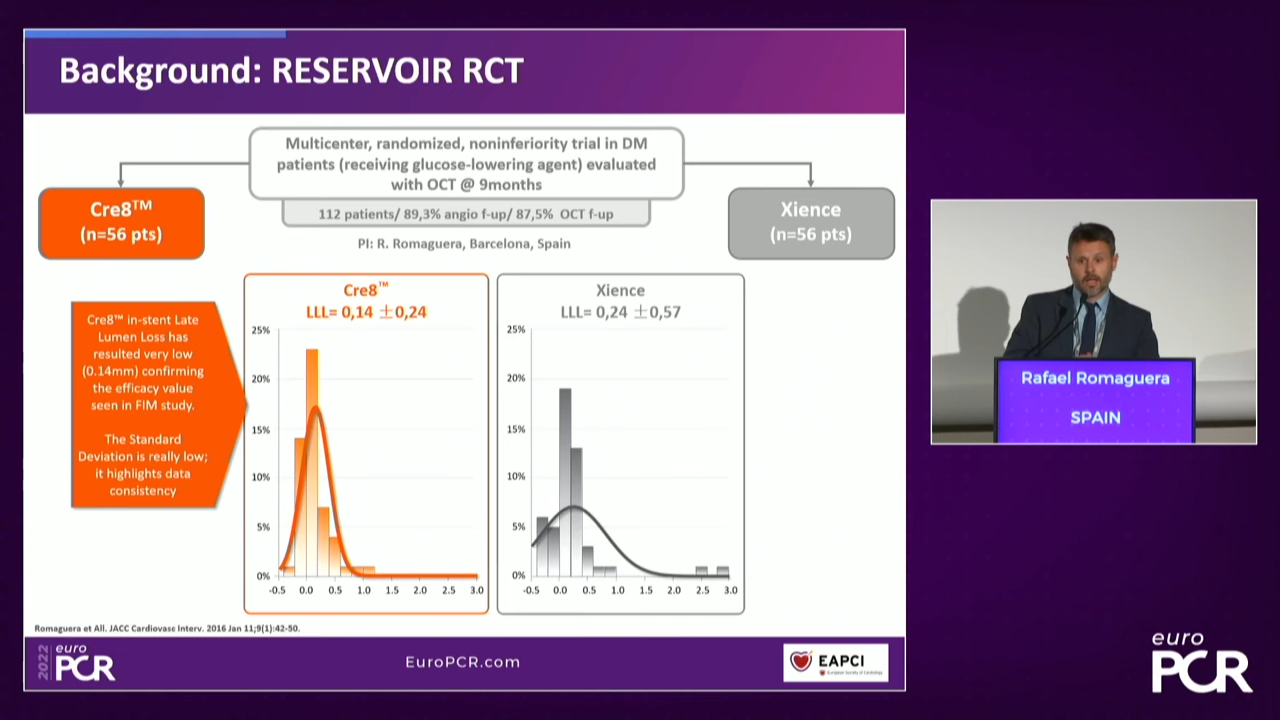 Background: RESERVOIR RCT
Multicenter, randomized, noninferiority trial in DM
patients (receiving glucose-lowering agent) evaluated
with OCT @ 9months
112 patients/ 89,3% angio f-up/ 87,5% OCT f-up
PI: R. Romaguera, Barcelona, Spain
Cre8™
(n=56 pts)
Xience
(n=56 pts)
Cre8™ in-stent Late
Lumen Loss has
resulted very low
(0.14mm) confirming
the efficacy value
seen in FIM study.
The Standard
Deviation is really low;
it highlights data
consistency
Cre8™
LLL= 0,14 ±0,24
25%
20%
15%
10%
5%
0%
-0.5 0.0 0.5 1.0 1.5 2.0 2.5 3.0
Xience
LLL= 0,24 ±0,57
25%
20%
15%
10%
5%
0%
-0.5 0.0 0.5 1.0 1.5 2.0 2.5 3.0
Romaguera et All. JACC Cardiovasc Interv. 2016 Jan 11;9(1):42-50.
2022
euro
PCR
EuroPCR.com
EAPCI
European Society of Cardiology
Rafael Romaguera
SPAIN
euro
PCR